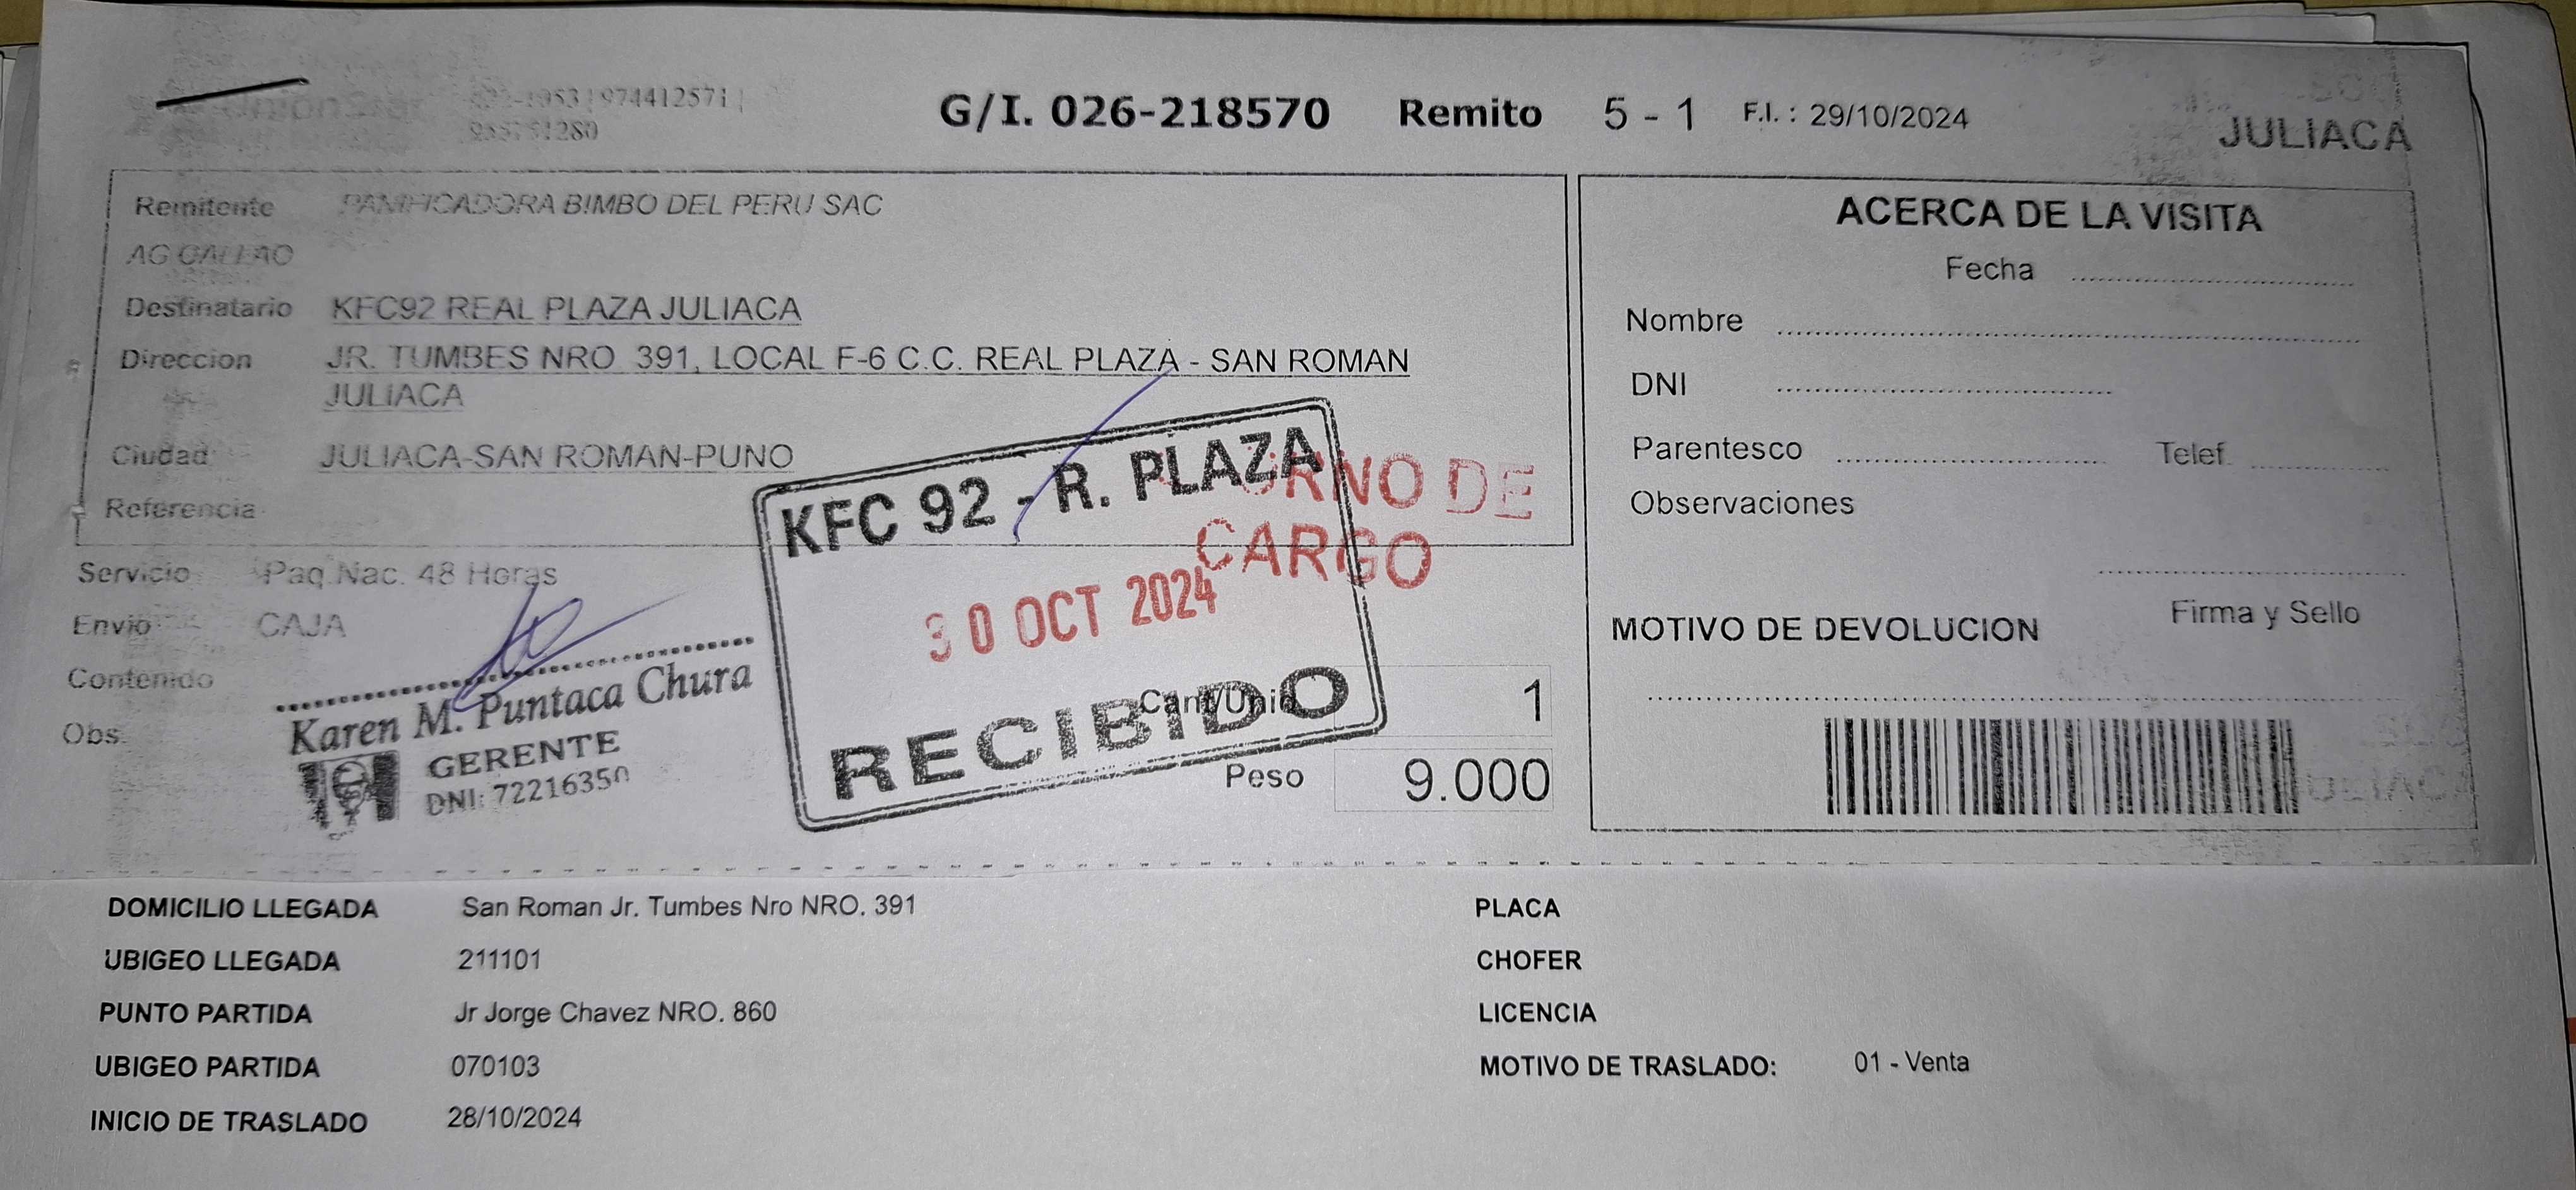 UnionStar
974412571 |
G/I. 026-218570 Remito 5 - 1 F.I. : 29/10/2024
JULIACA
Remitente PANIFICADORA BIMBO DEL PERU SAC
AG CALLAO
Destinatario KFC92 REAL PLAZA JULIACA
Direccion JR. TUMBES NRO. 391, LOCAL F-6 C.C. REAL PLAZA - SAN ROMAN
JULIACA
Ciudad JULIACA-SAN ROMAN-PUNO
Referencia
Servicio Paq.Nac. 48 Horas
Envio CAJA
Contenido
Obs.
Karen M. Puntaca Chura
GERENTE
DNI: 72216350
KFC 92 - R. PLAZA
30 OCT 2024
RECIBIDO
DE
CARGO
Cant/Unid 1
Peso 9.000
ACERCA DE LA VISITA
Fecha
Nombre
DNI
Parentesco Telef.
Observaciones
Firma y Sello
MOTIVO DE DEVOLUCION
DOMICILIO LLEGADA San Roman Jr. Tumbes Nro NRO. 391
UBIGEO LLEGADA 211101
PUNTO PARTIDA Jr Jorge Chavez NRO. 860
UBIGEO PARTIDA 070103
INICIO DE TRASLADO 28/10/2024
PLACA
CHOFER
LICENCIA
MOTIVO DE TRASLADO: 01 - Venta